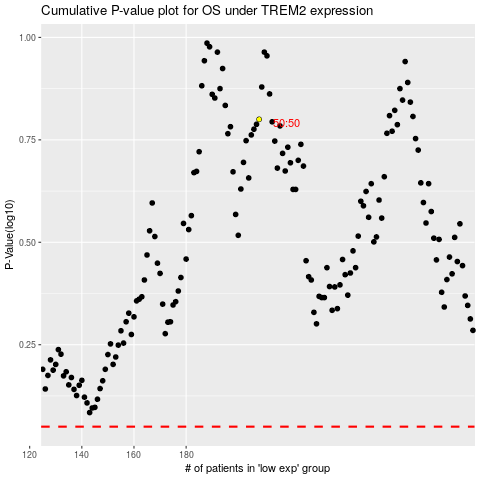 Cumulative P-value plot for OS under TREM2 expression
P-Value(log10)
1.00
0.75
0.50
0.25
50:50
120 140 160 180
# of patients in 'low exp' group